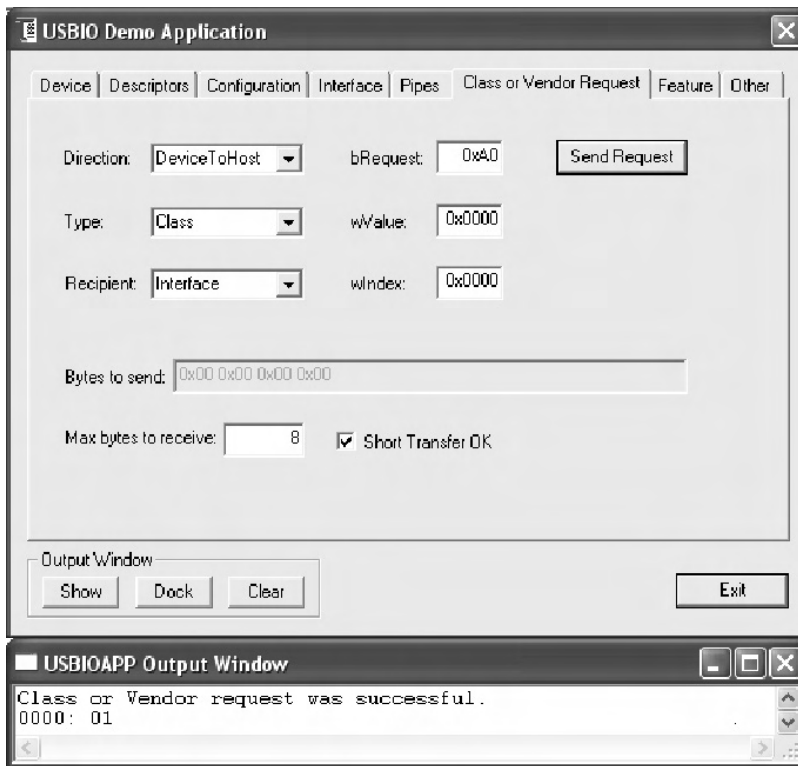 USBIO Demo Application
Device Descriptors Configuration Interface Pipes Class or Vendor Request Feature Other
Direction: DeviceToHost bRequest: 0xA0 Send Request
Type: Class wValue: 0x0000
Recipient: Interface wIndex: 0x0000
Bytes to send: 0x00 0x00 0x00 0x00
Max bytes to receive: 8 Short Transfer OK
Output Window
Show Dock Clear Exit
USBIOAPP Output Window
Class or Vendor request was successful.
0000: 01